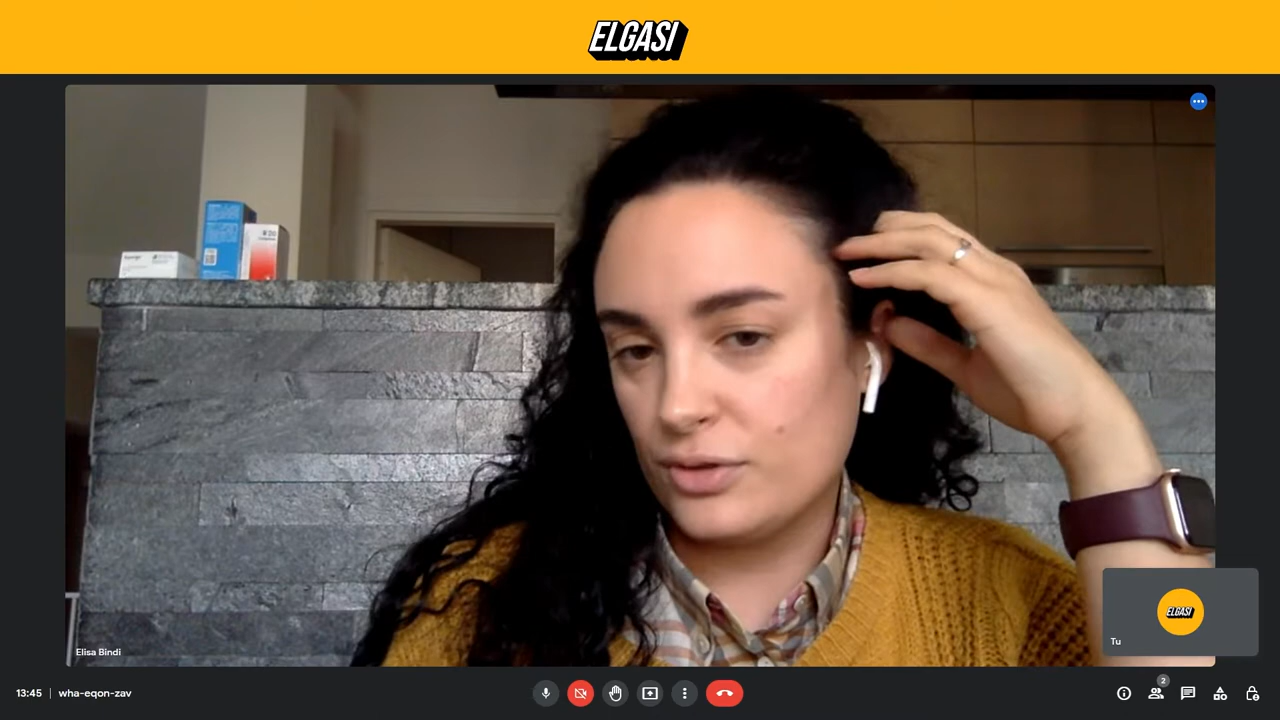 ELGASI
Elisa Bindi
ELGASI
Tu
13:45
wha-eqon-zav
2